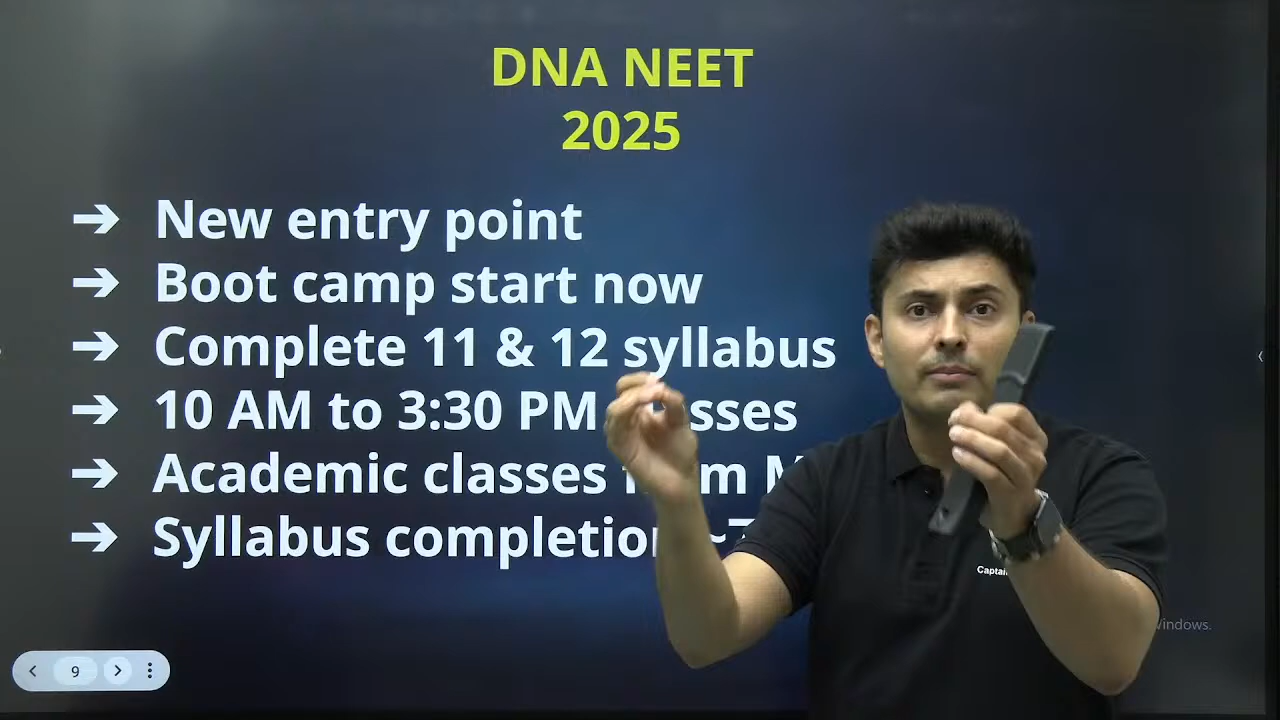 DNA NEET
2025
➔ New entry point
➔ Boot camp start now
➔ Complete 11 & 12 syllabus
➔ 10 AM to 3:30 PM
➔ Academic classes
➔ Syllabus
9